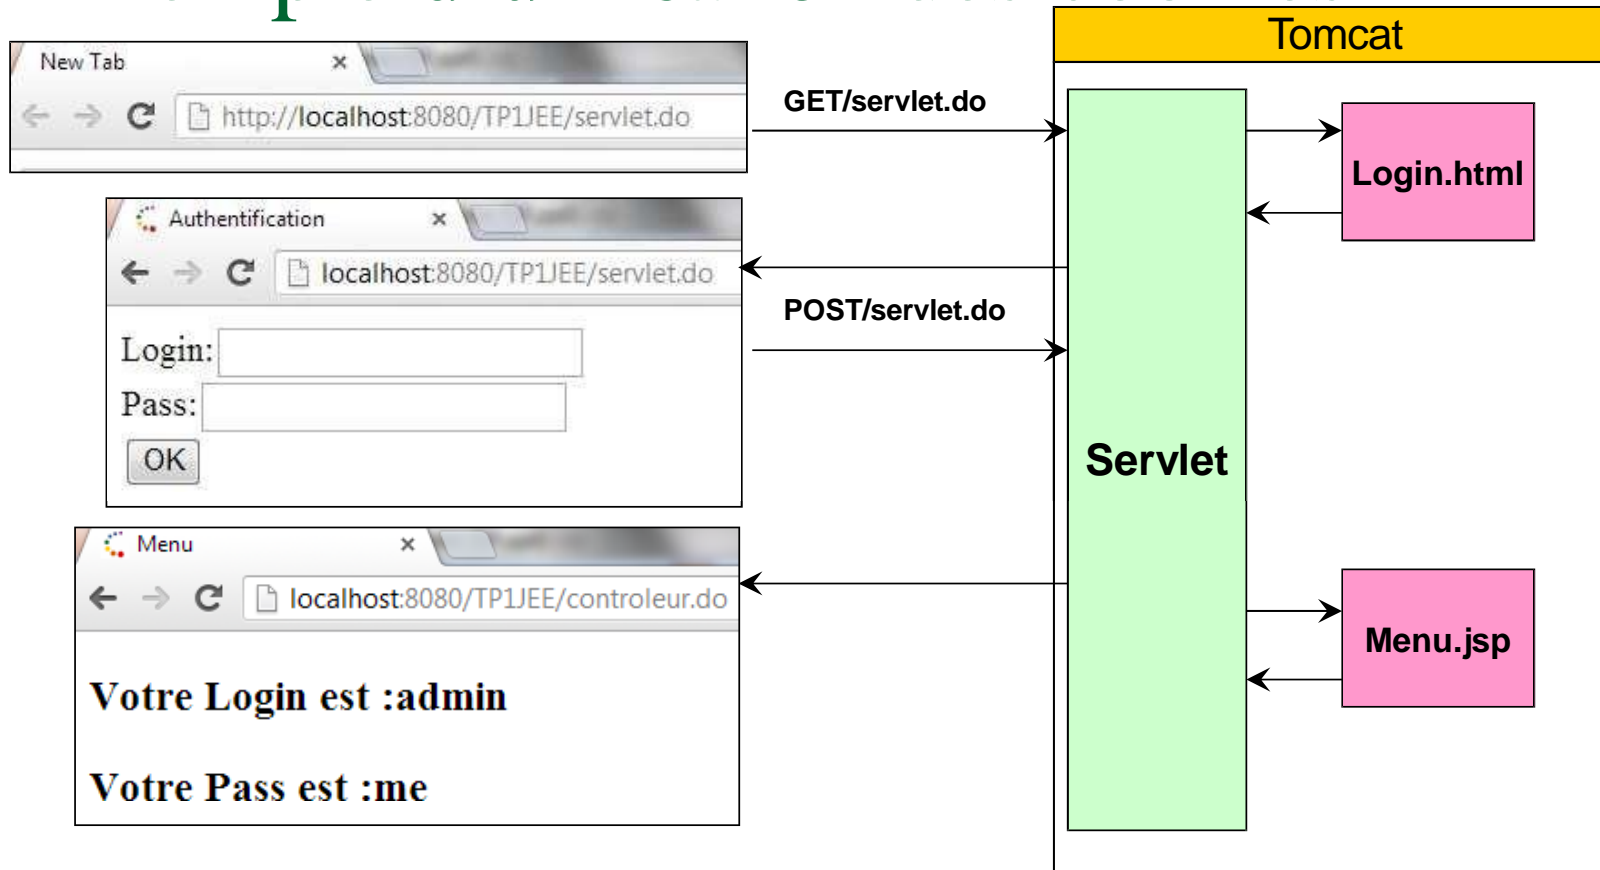 Tomcat
New Tab
http://localhost:8080/TP1JEE/servlet.do
GET/servlet.do
Login.html
Authentification
localhost:8080/TP1JEE/servlet.do
POST/servlet.do
Login:
Pass:
OK
Servlet
Menu
localhost:8080/TP1JEE/controleur.do
Menu.jsp
Votre Login est :admin
Votre Pass est :me